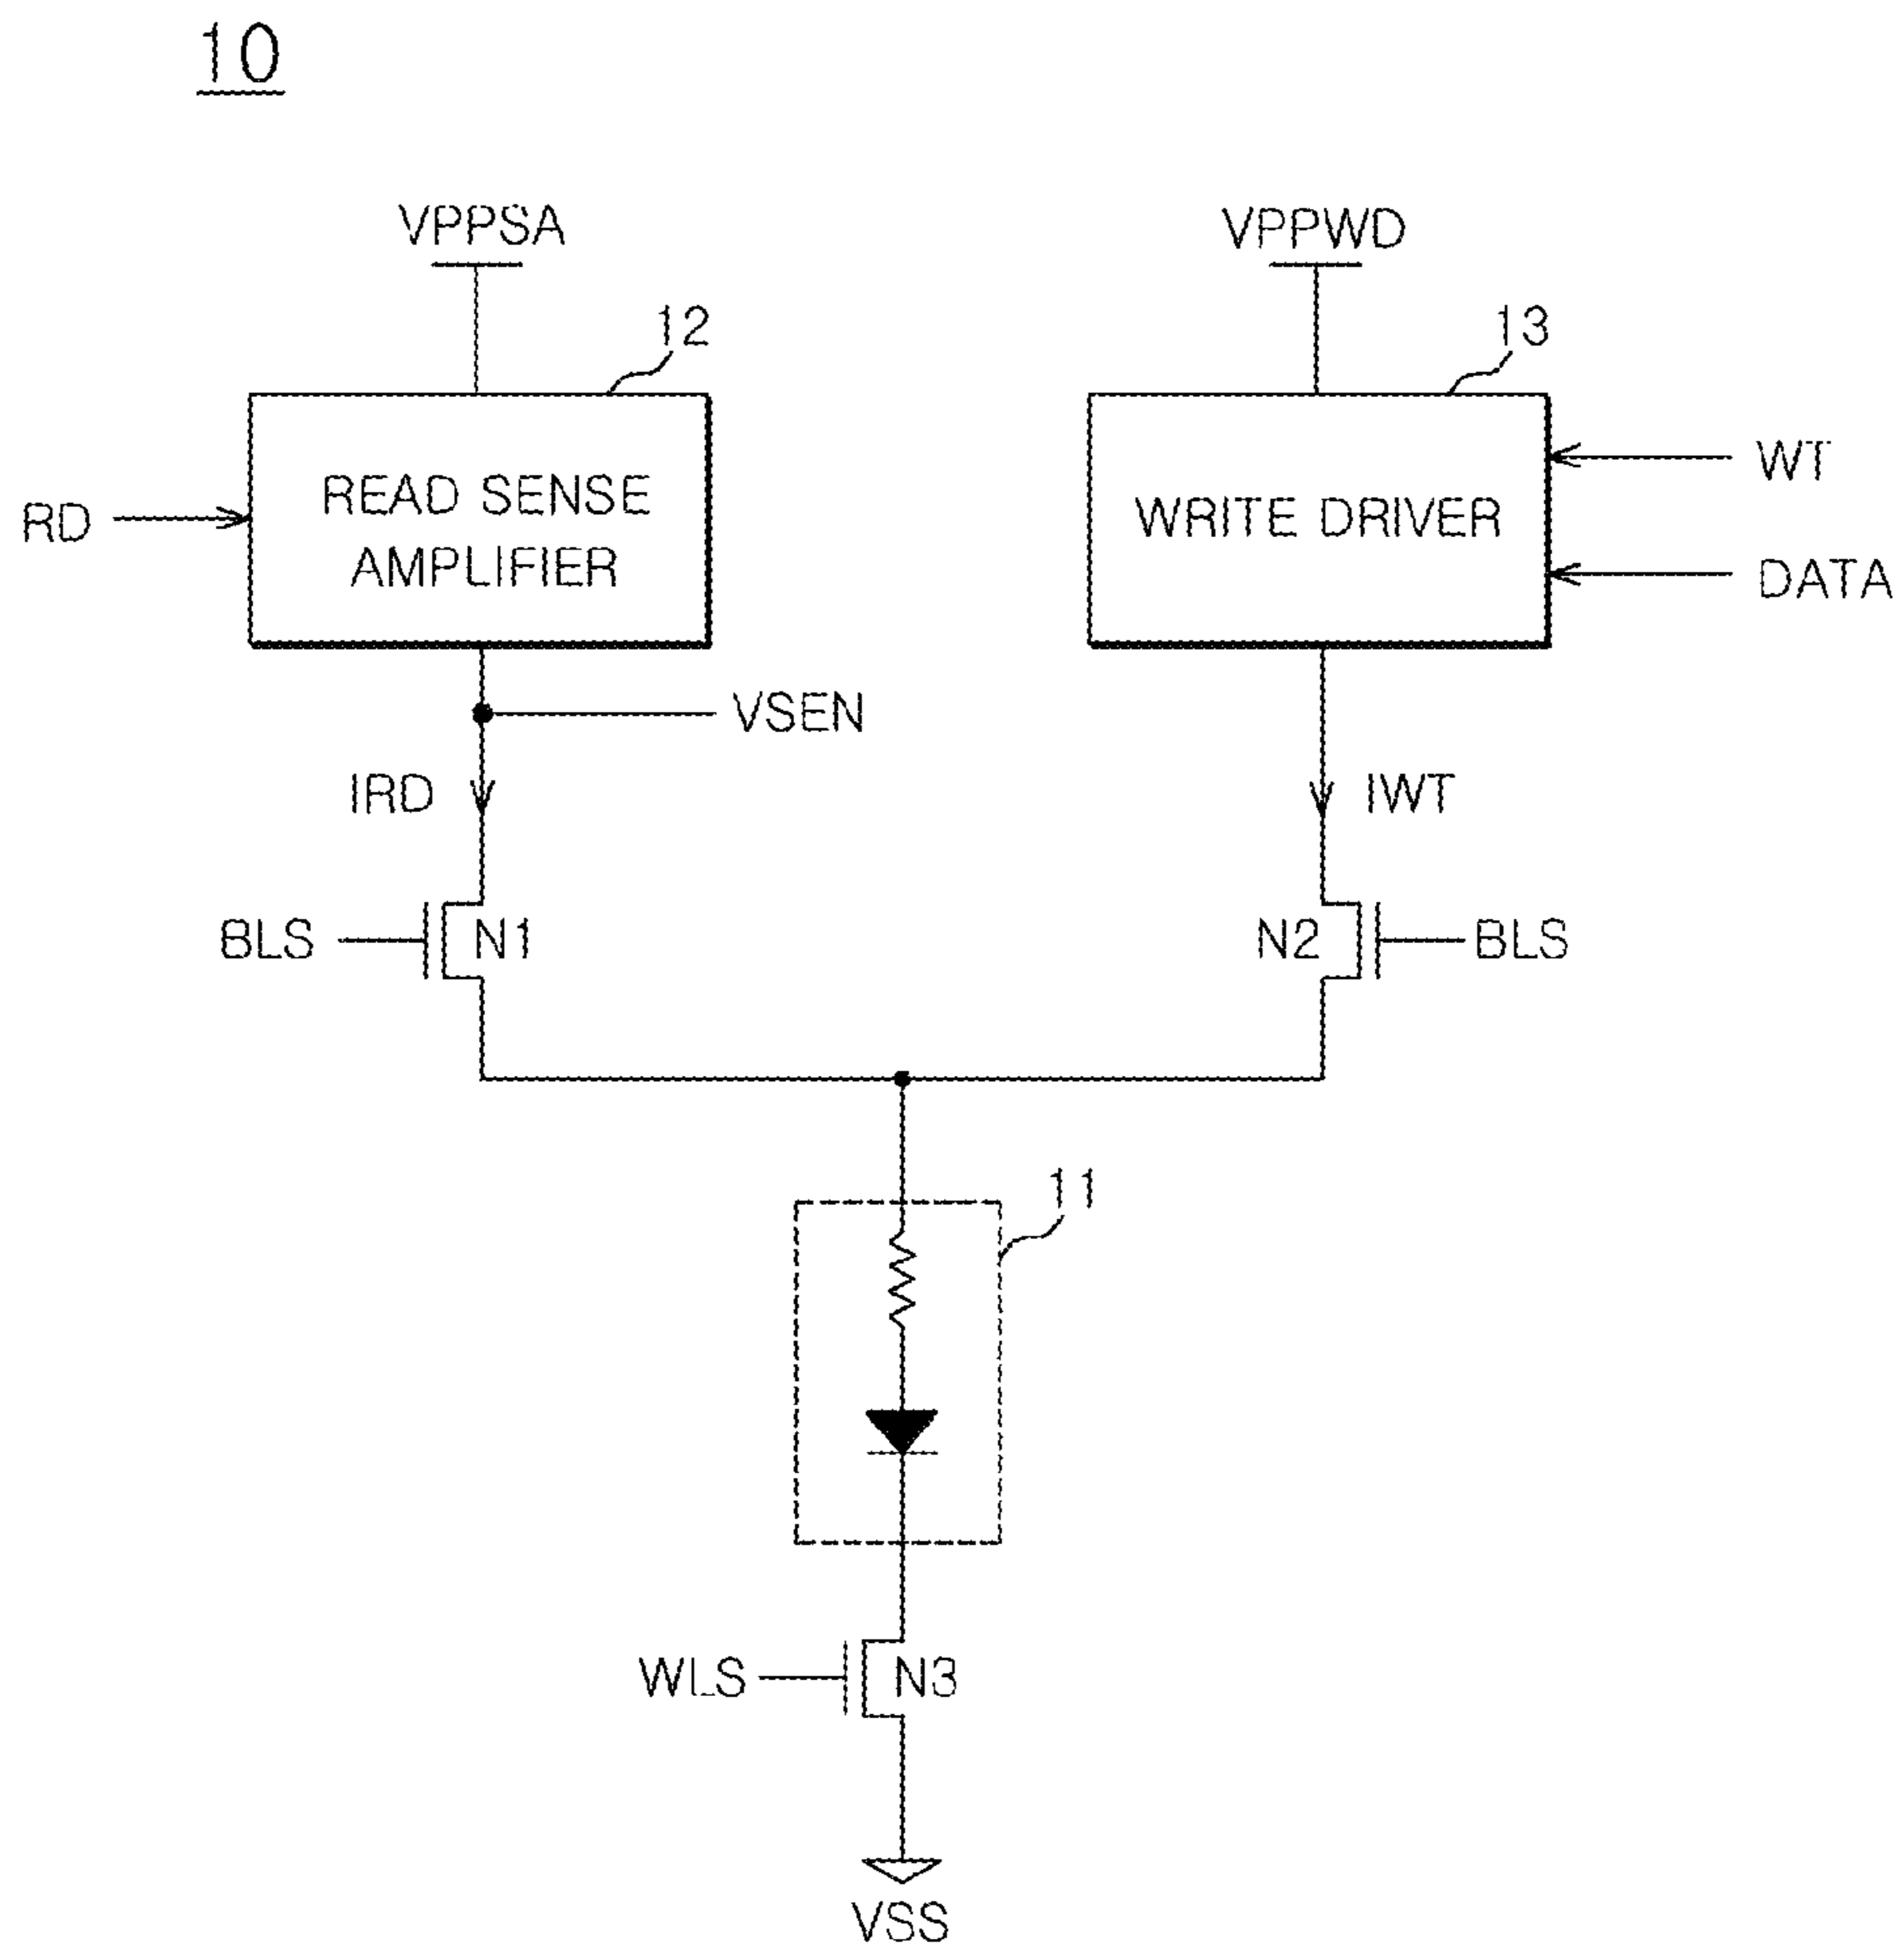 10
VPPSA
VPPWD
12
13
RD
READ SENSE
AMPLIFIER
WRITE DRIVER
WT
DATA
VSEN
IRD
IWT
BLS
N1
N2
BLS
11
WLS
N3
VSS